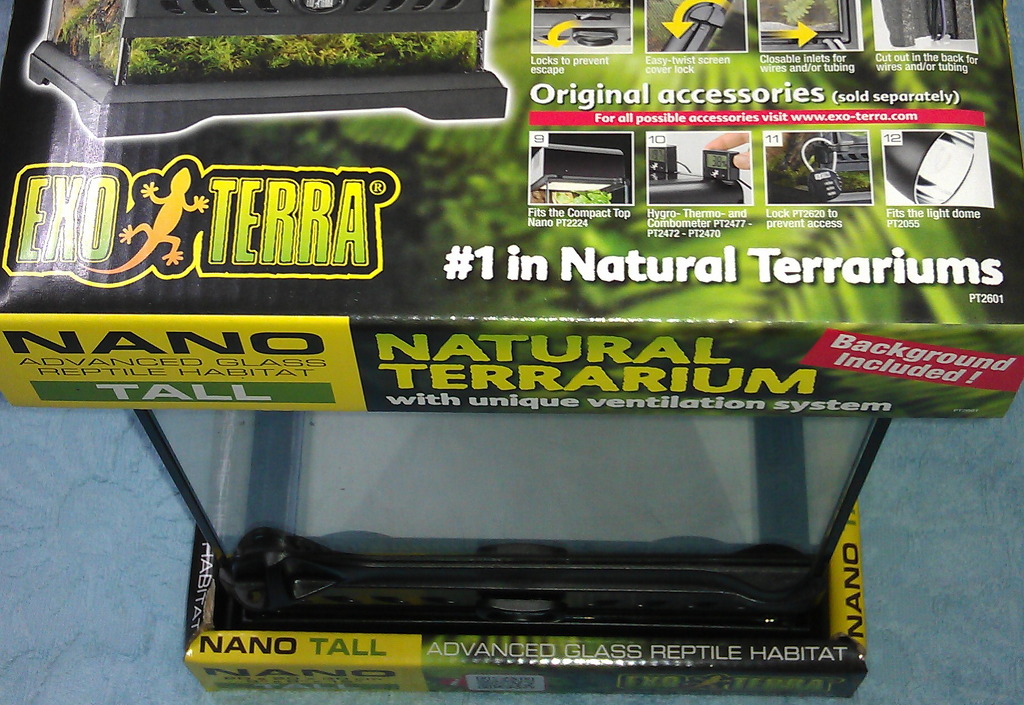 Locks to prevent
escape
Easy-twist screen
cover lock
Closable inlets for
wires and/or tubing
Cut out in the back for
wires and/or tubing
Original accessories (sold separately)
For all possible accessories visit www.exo-terra.com
9
10
11
12
Fits the Compact Top
Nano PT2224
Hygro- Thermo- and
Combometer PT2477 -
PT2472 - PT2470
Lock PT2620 to
prevent access
Fits the light dome
PT2055
EXO TERRA®
#1 in Natural Terrariums
PT2601
NANO
ADVANCED GLASS
REPTILE HABITAT
TALL
NATURAL
TERRARIUM
with unique ventilation system
Background
Included!
PT2601
HABITAT
NANO T
NANO TALL
ADVANCED GLASS REPTILE HABITAT
NANO
EXO TERRA